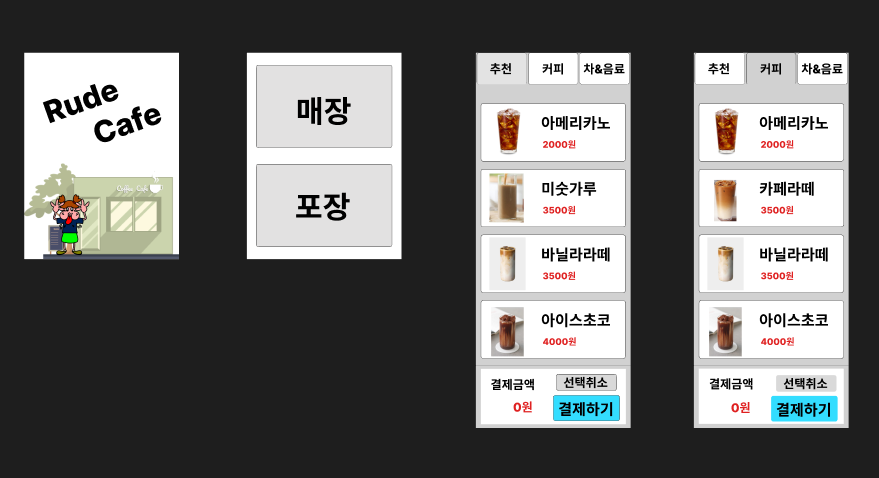 Rude
Cafe
Coffee Cafe
매장
포장
추천 커피 차&음료
아메리카노
2000원
미숫가루
3500원
바닐라라떼
3500원
아이스초코
4000원
결제금액 선택취소
0원 결제하기
추천 커피 차&음료
아메리카노
2000원
카페라떼
3500원
바닐라라떼
3500원
아이스초코
4000원
결제금액 선택취소
0원 결제하기